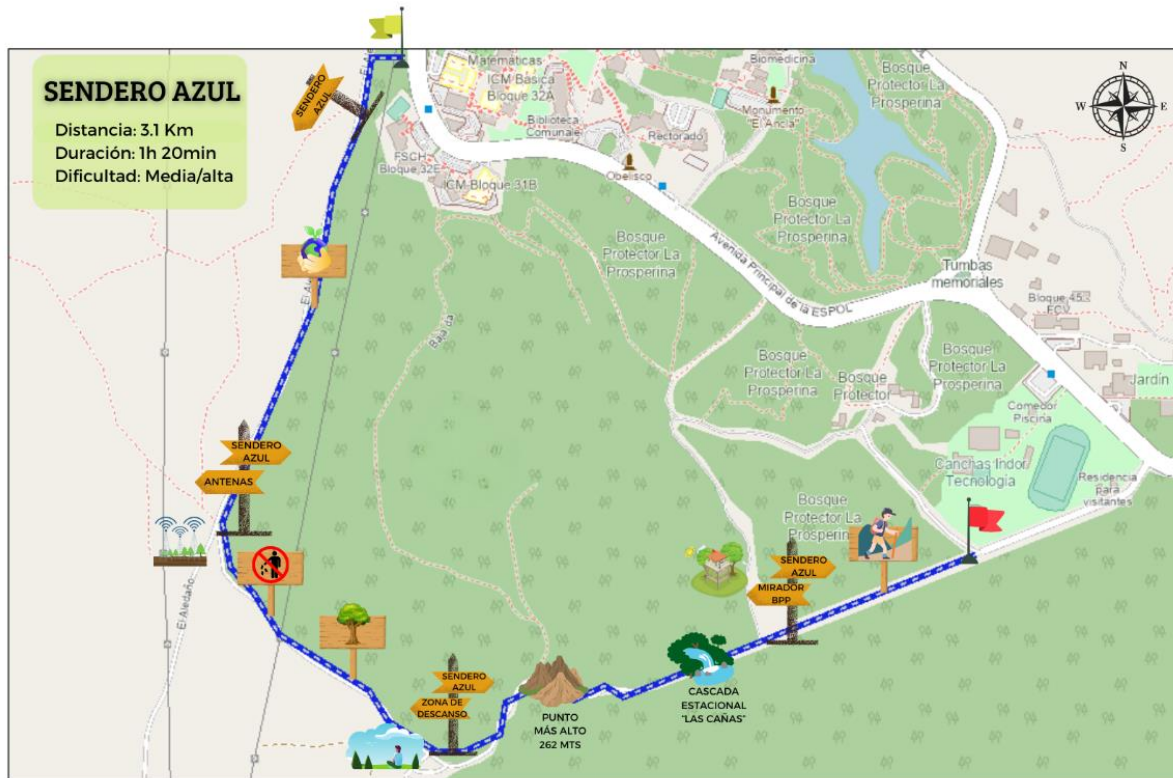 SENDERO AZUL
Distancia: 3.1 Km
Duración: 1h 20min
Dificultad: Media/alta
SENDERO
AZUL
N
W
E
S
Matemáticas
ICM Básica
Bloque 32A
Biblioteca
Comunale
FSCH
Bloque 32E
ICM Bloque 31B
Biomedicina
Monumento
Rectorado
Obelisco
Bosque
Protector La
Prosperina
Bosque
Protector La
Prosperina
Bosque
Protector La
Prosperina
Avenida Principal de la ESPOL
Tumbas
memoriales
Bloque 45
FCV
Jardín
Bajada
Bosque
Protector La
Prosperina
Bosque
Protector
Bosque
Protector La
Prosperina
Comedor
Piscina
Canchas Indor
Tecnología
Residencia
para
visitantes
Bosque
Protector La
Prosperina
SENDERO
AZUL
ANTENAS
El Aledaño
SENDERO
AZUL
MIRADOR
BPP
SENDERO
AZUL
ZONA DE
DESCANSO
PUNTO
MÁS ALTO
262 MTS
CASCADA
ESTACIONAL
"LAS CAÑAS"